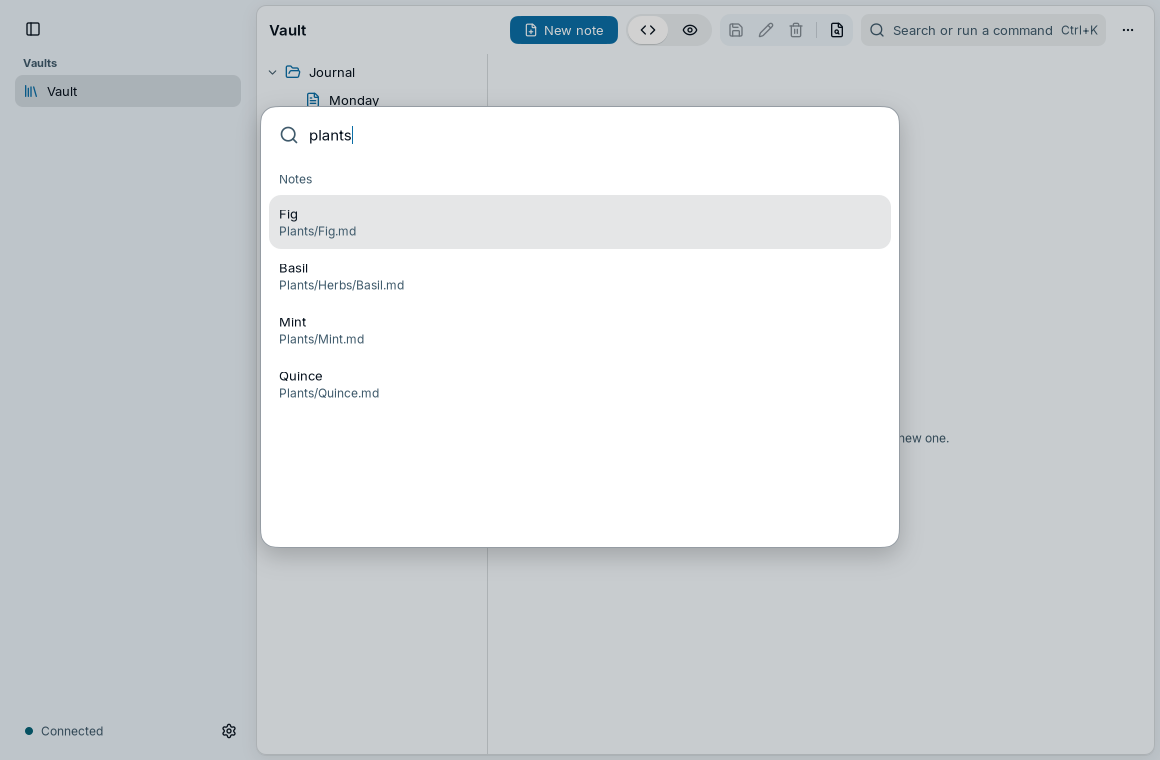 Vault
New note
Search or run a command Ctrl+K
Vaults
Vault
Journal
Monday
plants
Notes
Fig
Plants/Fig.md
Basil
Plants/Herbs/Basil.md
Mint
Plants/Mint.md
Quince
Plants/Quince.md
new one.
Connected